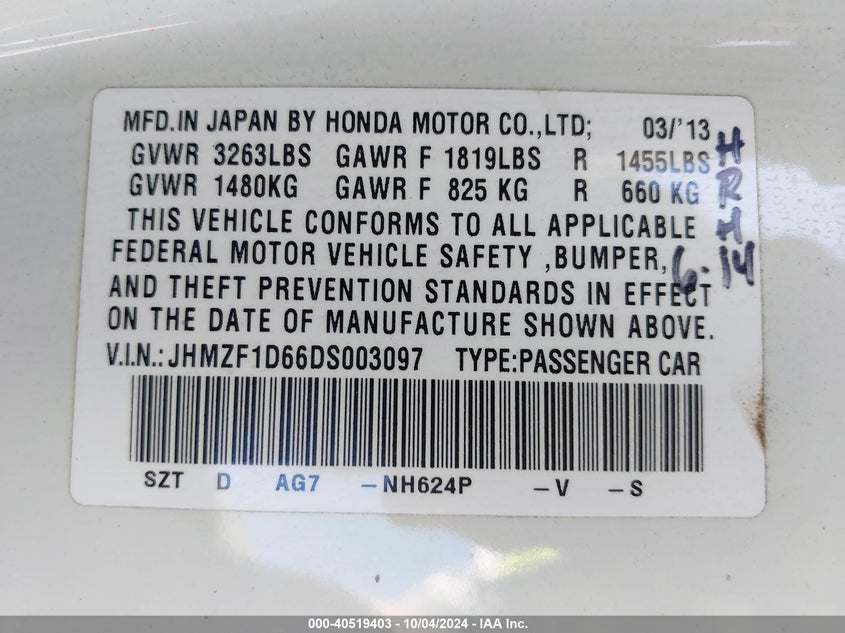 MFD.IN JAPAN BY HONDA MOTOR CO.,LTD; 03/'13
GVWR 3263LBS GAWR F 1819LBS R 1455LBS
GVWR 1480KG GAWR F 825 KG R 660 KG
THIS VEHICLE CONFORMS TO ALL APPLICABLE
FEDERAL MOTOR VEHICLE SAFETY ,BUMPER,
AND THEFT PREVENTION STANDARDS IN EFFECT
ON THE DATE OF MANUFACTURE SHOWN ABOVE.
V.I.N.: JHMZF1D66DS003097 TYPE:PASSENGER CAR
SZT D AG7 -NH624P -V -S
H
R
H
6-14
000-40519403 - 10/04/2024 - IAA Inc.